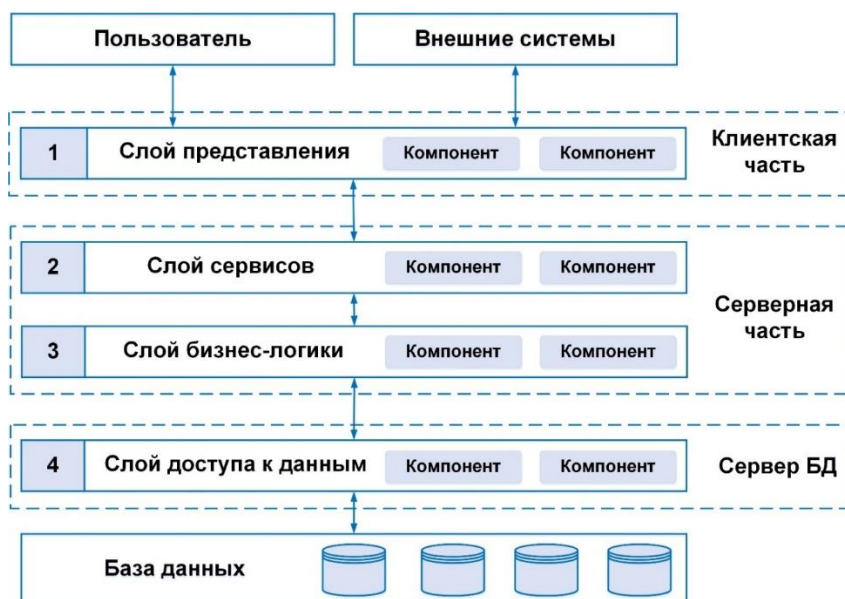 Пользователь
Внешние системы
1 Слой представления Компонент Компонент
Клиентская
часть
2 Слой сервисов Компонент Компонент
3 Слой бизнес-логики Компонент Компонент
Серверная
часть
4 Слой доступа к данным Компонент Компонент
Сервер БД
База данных